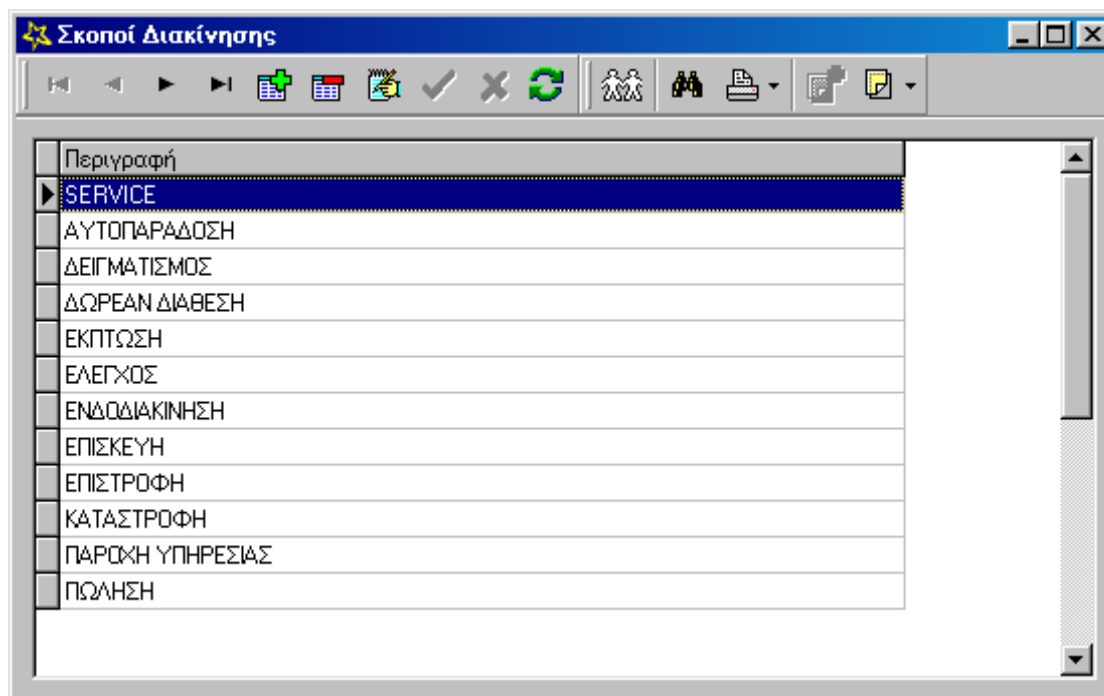 Σκοποί Διακίνησης
Περιγραφή
SERVICE
ΑΥΤΟΠΑΡΑΔΟΣΗ
ΔΕΙΓΜΑΤΙΣΜΟΣ
ΔΩΡΕΑΝ ΔΙΑΘΕΣΗ
ΕΚΠΤΩΣΗ
ΕΛΕΓΧΟΣ
ΕΝΔΟΔΙΑΚΙΝΗΣΗ
ΕΠΙΣΚΕΥΗ
ΕΠΙΣΤΡΟΦΗ
ΚΑΤΑΣΤΡΟΦΗ
ΠΑΡΟΧΗ ΥΠΗΡΕΣΙΑΣ
ΠΩΛΗΣΗ